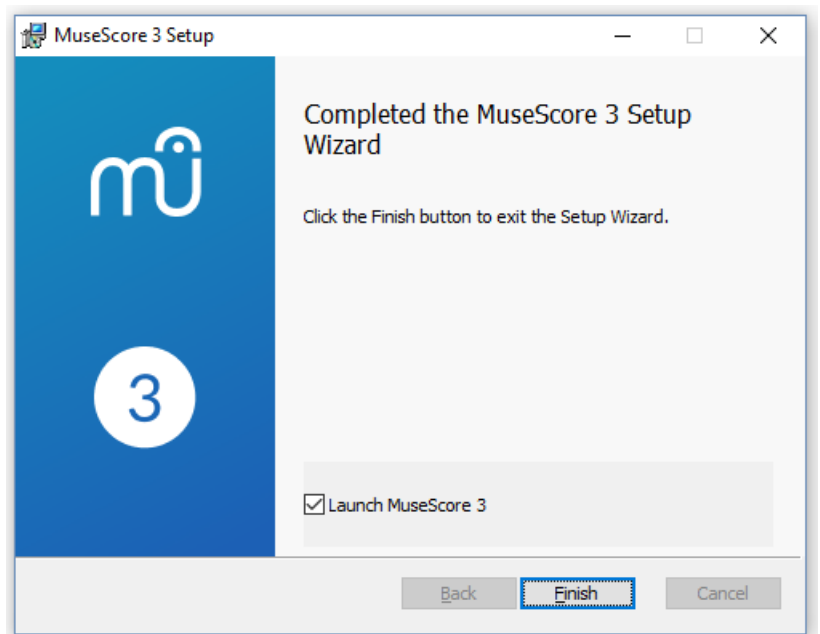 MuseScore 3 Setup
Completed the MuseScore 3 Setup
Wizard
Click the Finish button to exit the Setup Wizard.
mû
3
Launch MuseScore 3
Back
Finish
Cancel